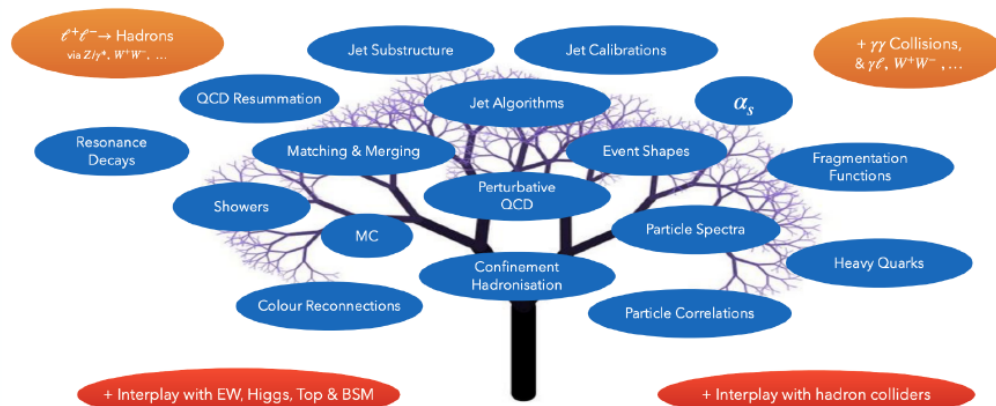 ℓ⁺ℓ⁻→ Hadrons
via Z/γ*, W⁺W⁻, ...
Jet Substructure
Jet Calibrations
+ γγ Collisions,
& γℓ, W⁺W⁻, ...
QCD Resummation
Jet Algorithms
αₛ
Resonance
Decays
Matching & Merging
Event Shapes
Fragmentation
Functions
Perturbative
QCD
Showers
MC
Particle Spectra
Confinement
Hadronisation
Heavy Quarks
Colour Reconnections
Particle Correlations
+ Interplay with EW, Higgs, Top & BSM
+ Interplay with hadron colliders